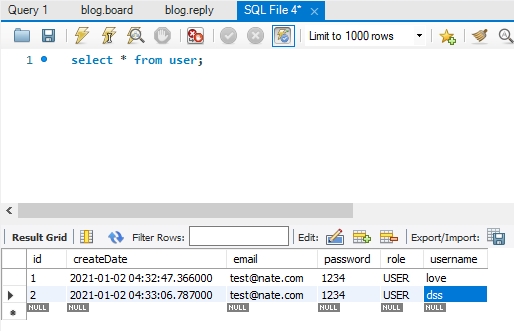 Query 1 blog.board blog.reply SQL File 4*
Limit to 1000 rows
1 select * from user;
Result Grid Filter Rows: Edit: Export/Import:
id createDate email password role username
1 2021-01-02 04:32:47.366000 test@nate.com 1234 USER love
2 2021-01-02 04:33:06.787000 test@nate.com 1234 USER dss
NULL NULL NULL NULL NULL NULL